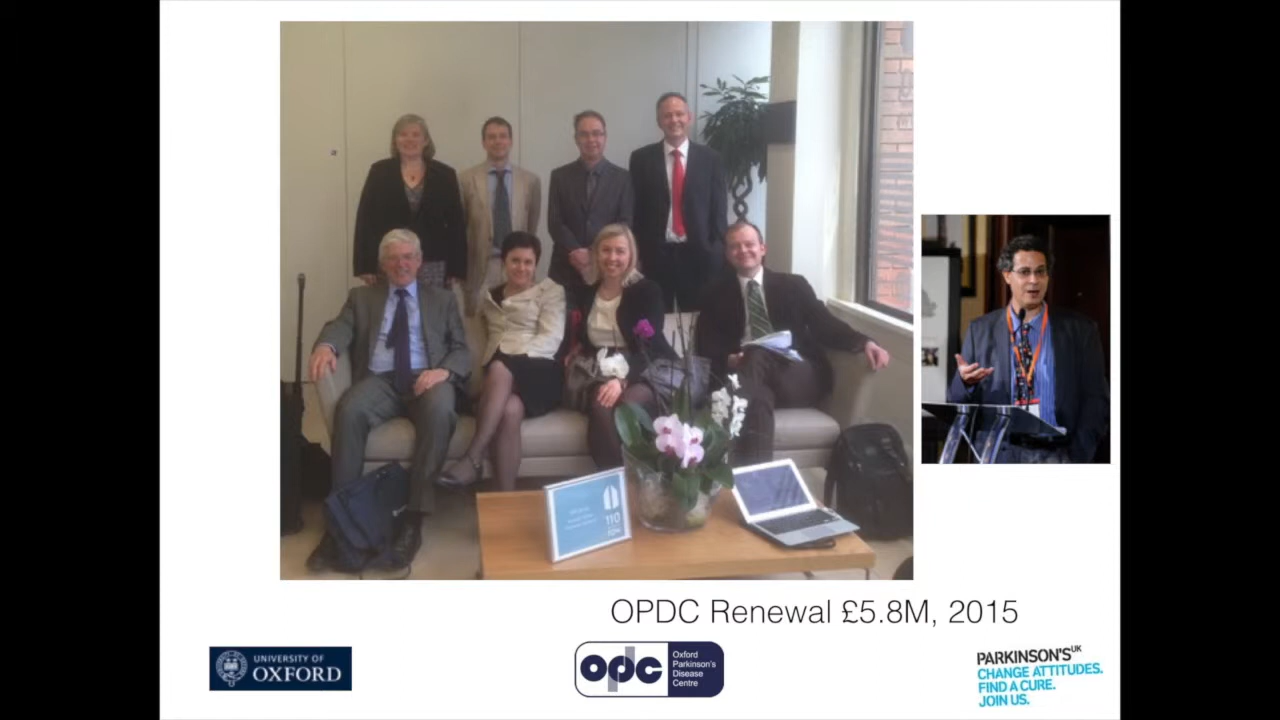 110
OPDC Renewal £5.8M, 2015
UNIVERSITY OF
OXFORD
opdc
Oxford
Parkinson's
Disease
Centre
PARKINSON'S UK
CHANGE ATTITUDES.
FIND A CURE.
JOIN US.